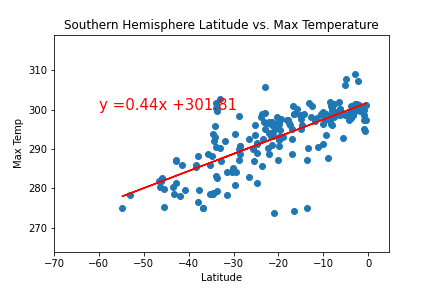 Southern Hemisphere Latitude vs. Max Temperature
310
300
290
280
270
Max Temp
y =0.44x +301.81
−70 −60 −50 −40 −30 −20 −10 0
Latitude